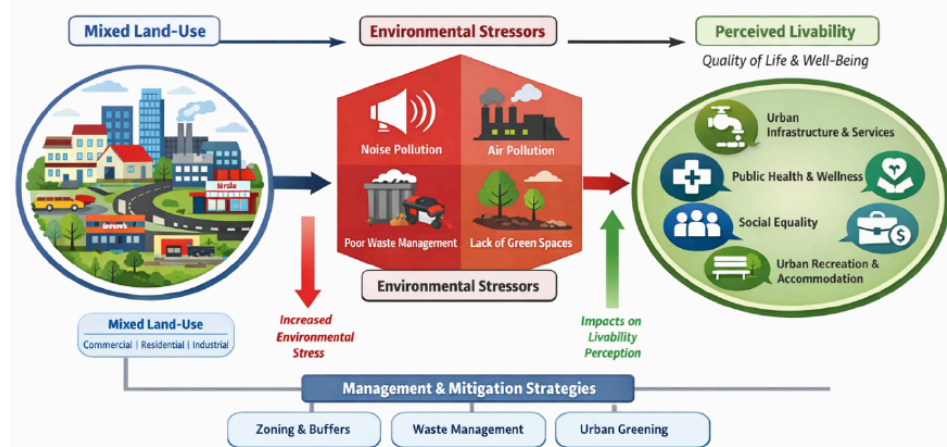 Mixed Land-Use
Environmental Stressors
Perceived Livability
Quality of Life & Well-Being
Noise Pollution
Air Pollution
Poor Waste Management
Lack of Green Spaces
Environmental Stressors
Urban
Infrastructure & Services
Public Health & Wellness
Social Equality
Urban Recreation &
Accommodation
$
Mixed Land-Use
Commercial | Residential | Industrial
Increased
Environmental
Stress
Impacts on
Livability
Perception
Management & Mitigation Strategies
Zoning & Buffers
Waste Management
Urban Greening